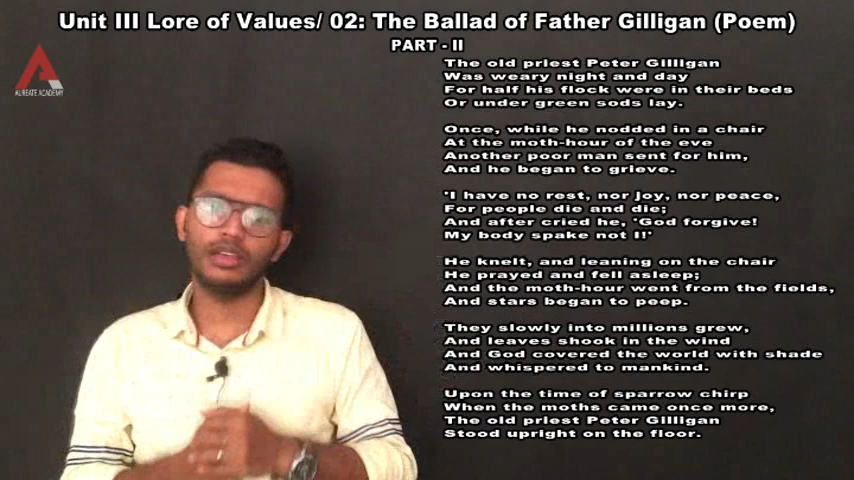 Unit III Lore of Values/ 02: The Ballad of Father Gilligan (Poem)
PART - II
AUREATE ACADEMY
The old priest Peter Gillligan
Was weary night and day
For half his flock were in their beds
Or under green sods lay.
Once, while he nodded in a chair
At the moth-hour of the eve
Another poor man sent for him,
And he began to grieve.
'I have no rest, nor joy, nor peace,
For people die and die;
And after cried he, 'God forgive!
My body spake not I!'
He knelt, and leaning on the chair
He prayed and fell asleep;
And the moth-hour went from the fields,
And stars began to peep.
They slowly into millions grew,
And leaves shook in the wind
And God covered the world with shade
And whispered to mankind.
Upon the time of sparrow chirp
When the moths came once more,
The old priest Peter Gillligan
Stood upright on the floor.